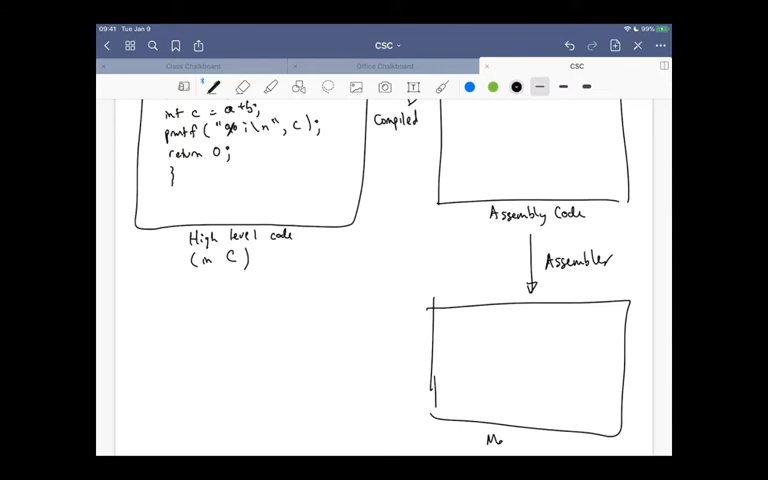 09:41 Tue Jan 9
99%
CSC
Class Chalkboard
Office Chalkboard
CSC
int c = a+b;
printf ("%i\n", c);
return 0;
}
Compiled
High level code
(in C)
Assembly Code
Assembler
M